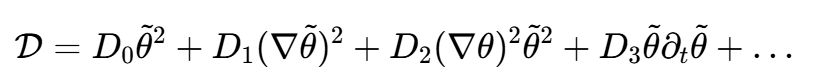 𝒟 = D₀θ̃² + D₁(∇θ̃)² + D₂(∇θ)²θ̃² + D₃θ̃∂ₜθ̃ + …